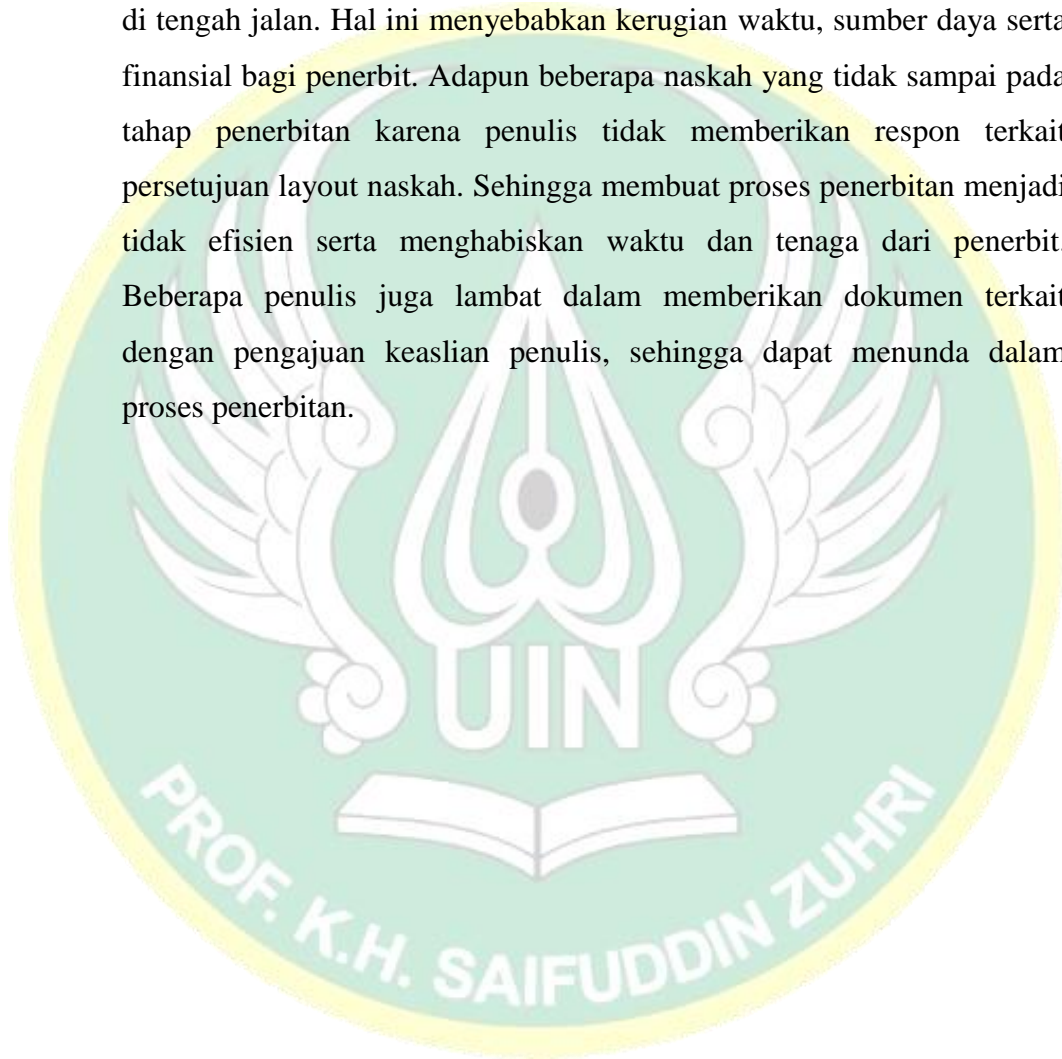 di tengah jalan. Hal ini menyebabkan kerugian waktu, sumber daya serta
finansial bagi penerbit. Adapun beberapa naskah yang tidak sampai pada
tahap penerbitan karena penulis tidak memberikan respon terkait
persetujuan layout naskah. Sehingga membuat proses penerbitan menjadi
tidak efisien serta menghabiskan waktu dan tenaga dari penerbit.
Beberapa penulis juga lambat dalam memberikan dokumen terkait
dengan pengajuan keaslian penulis, sehingga dapat menunda dalam
proses penerbitan.
UIN
PROF. K.H. SAIFUDDIN ZUHRI